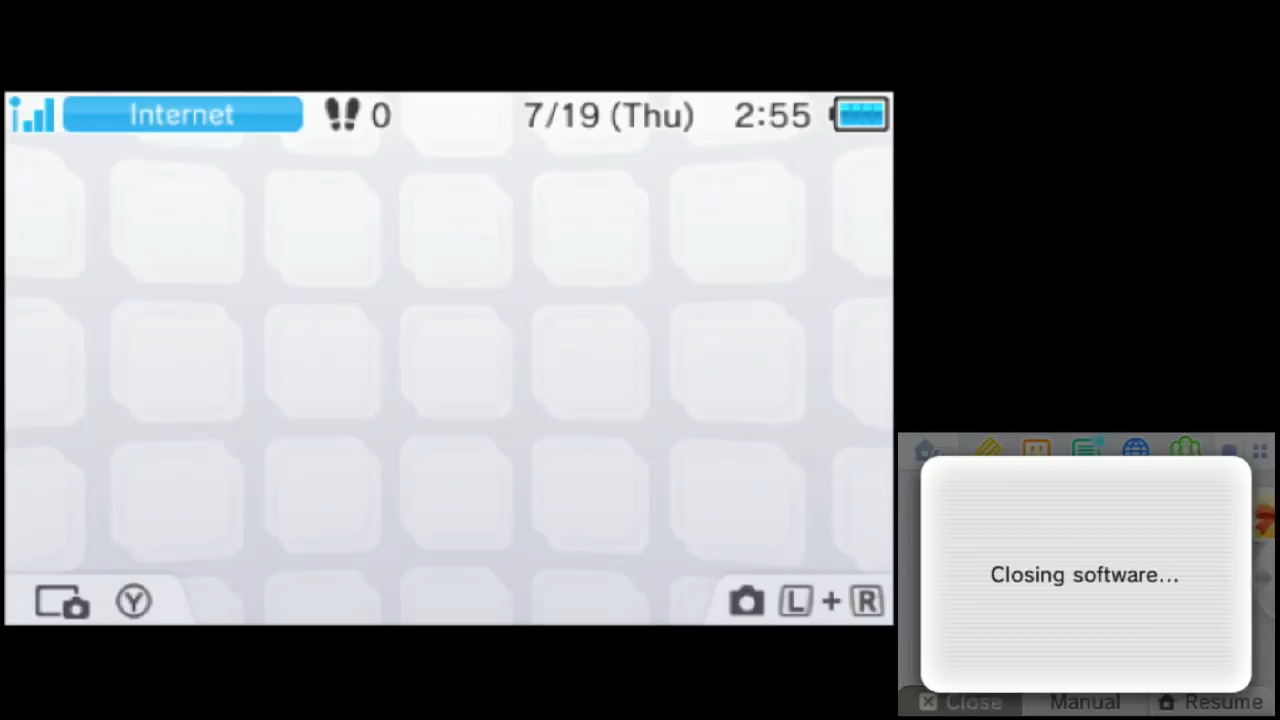 Internet 0 7/19 (Thu) 2:55
Y
L + R
Closing software...
Close Manual Resume